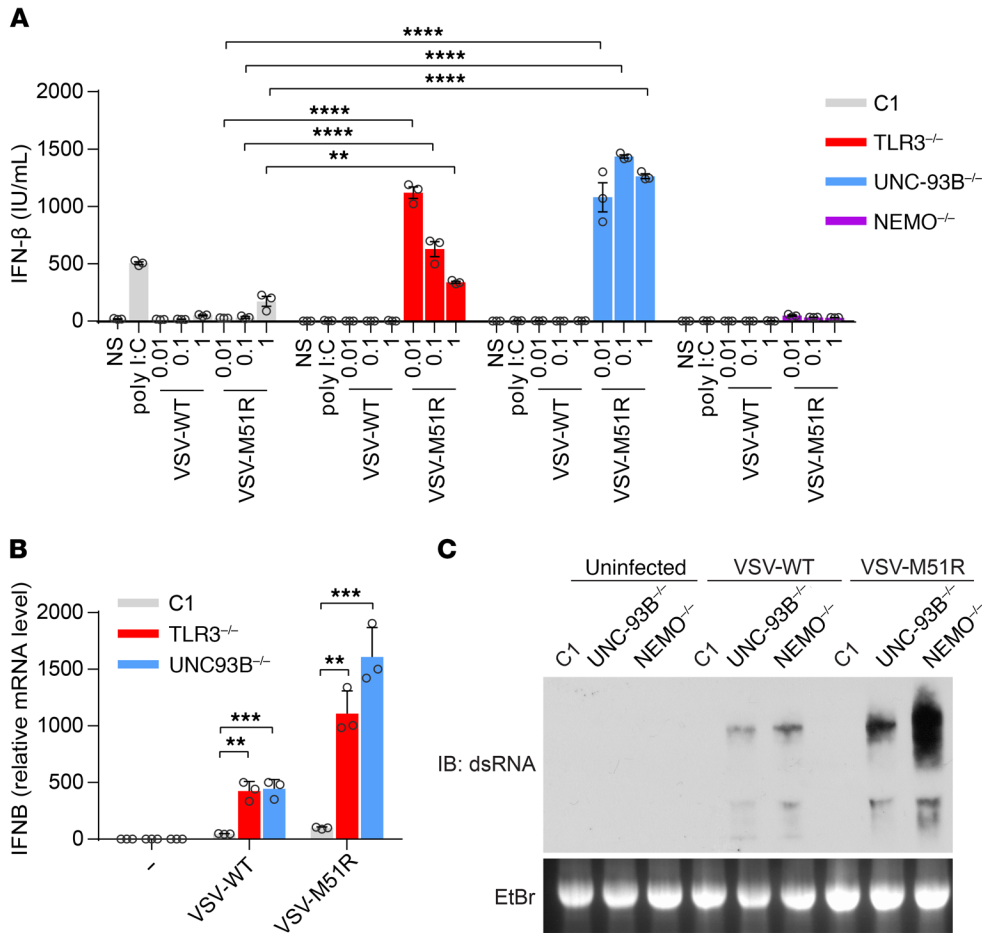 A
****
****
****
****
****
**
2000
1500
1000
500
0
IFN-β (IU/mL)
C1
TLR3–/–
UNC-93B–/–
NEMO–/–
NS poly I:C 0.01 0.1 1 0.01 0.1 1 NS poly I:C 0.01 0.1 1 0.01 0.1 1 NS poly I:C 0.01 0.1 1 0.01 0.1 1 NS poly I:C 0.01 0.1 1 0.01 0.1 1
VSV-WT VSV-M51R VSV-WT VSV-M51R VSV-WT VSV-M51R VSV-WT VSV-M51R
B
C1
TLR3–/–
UNC93B–/–
***
**
***
**
2000
1500
1000
500
0
IFNB (relative mRNA level)
- VSV-WT VSV-M51R
C
Uninfected VSV-WT VSV-M51R
C1 UNC-93B–/– NEMO–/– C1 UNC-93B–/– NEMO–/– C1 UNC-93B–/– NEMO–/–
IB: dsRNA
EtBr